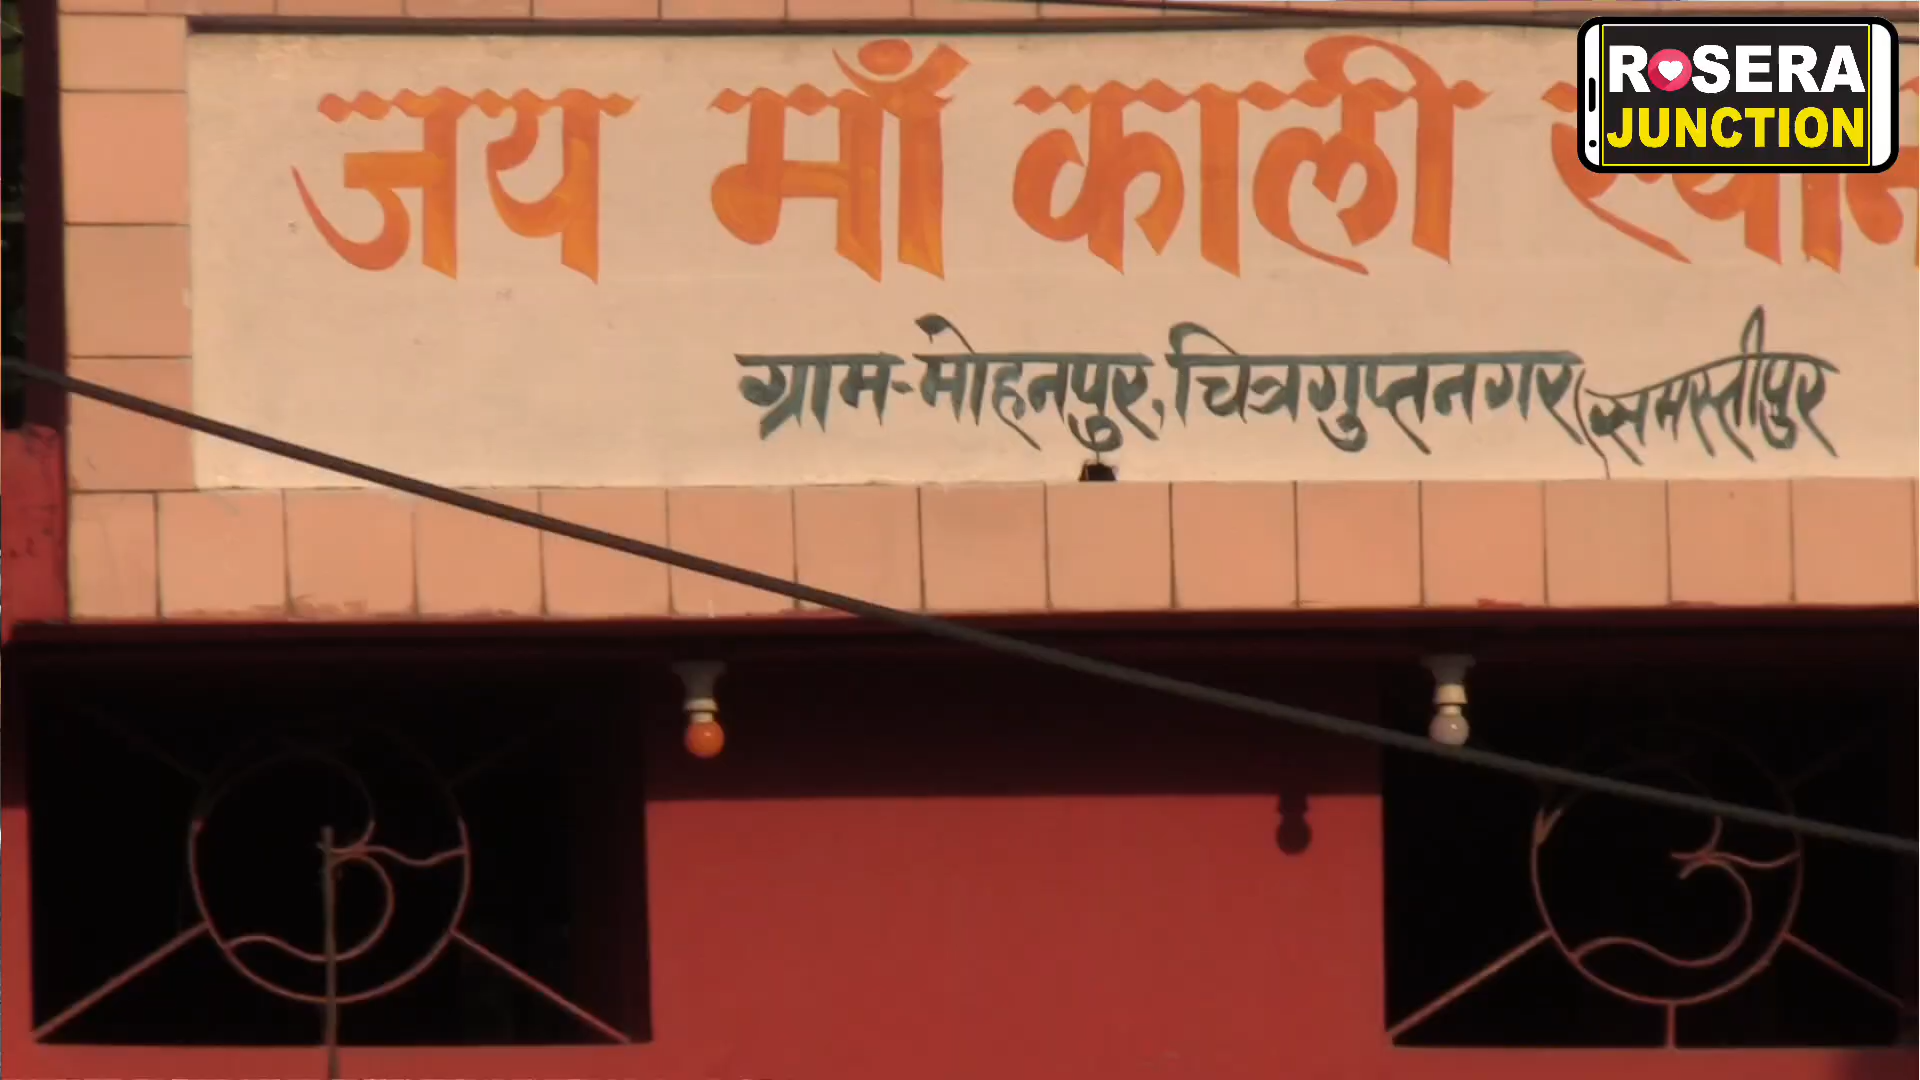 जय माँ काली स्थान
ग्राम-मोहनपुर, चित्रगुप्तनगर (समस्तीपुर
ROSERA
JUNCTION